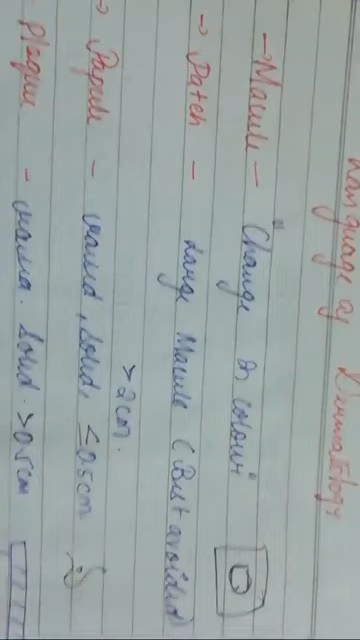 Language of Dermatology
→ Macule - Change in colour
→ Patch - Large Macule (Best avoided)
> 2cm.
→ Papule - raised, solid, ≤ 0.5cm
- Plaque - raised. solid. > 0.5cm